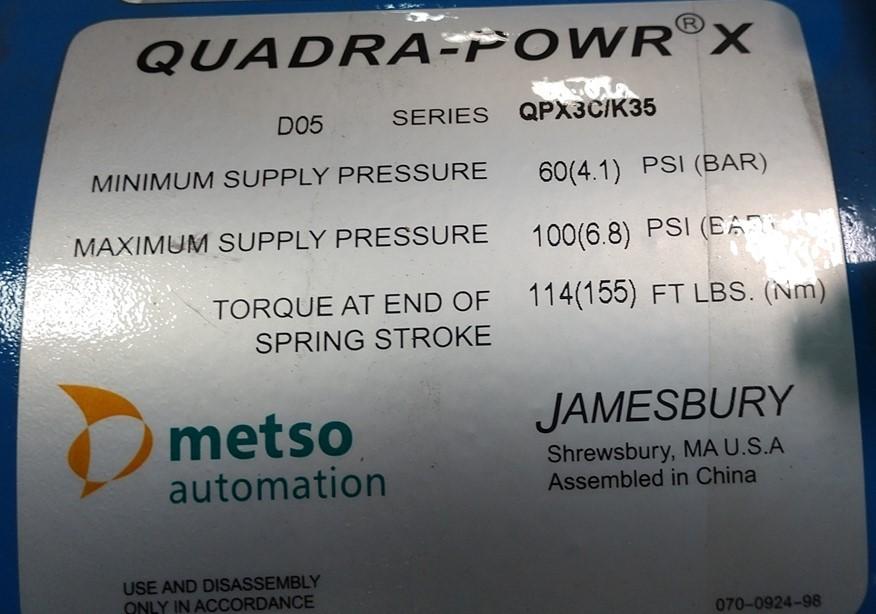 QUADRA-POWR® X
D05 SERIES QPX3C/K35
MINIMUM SUPPLY PRESSURE 60(4.1) PSI (BAR)
MAXIMUM SUPPLY PRESSURE 100(6.8) PSI (BAR)
TORQUE AT END OF 114(155) FT LBS. (Nm)
SPRING STROKE
metso
automation
JAMESBURY
Shrewsbury, MA U.S.A
Assembled in China
USE AND DISASSEMBLY
ONLY IN ACCORDANCE
070-0924-98